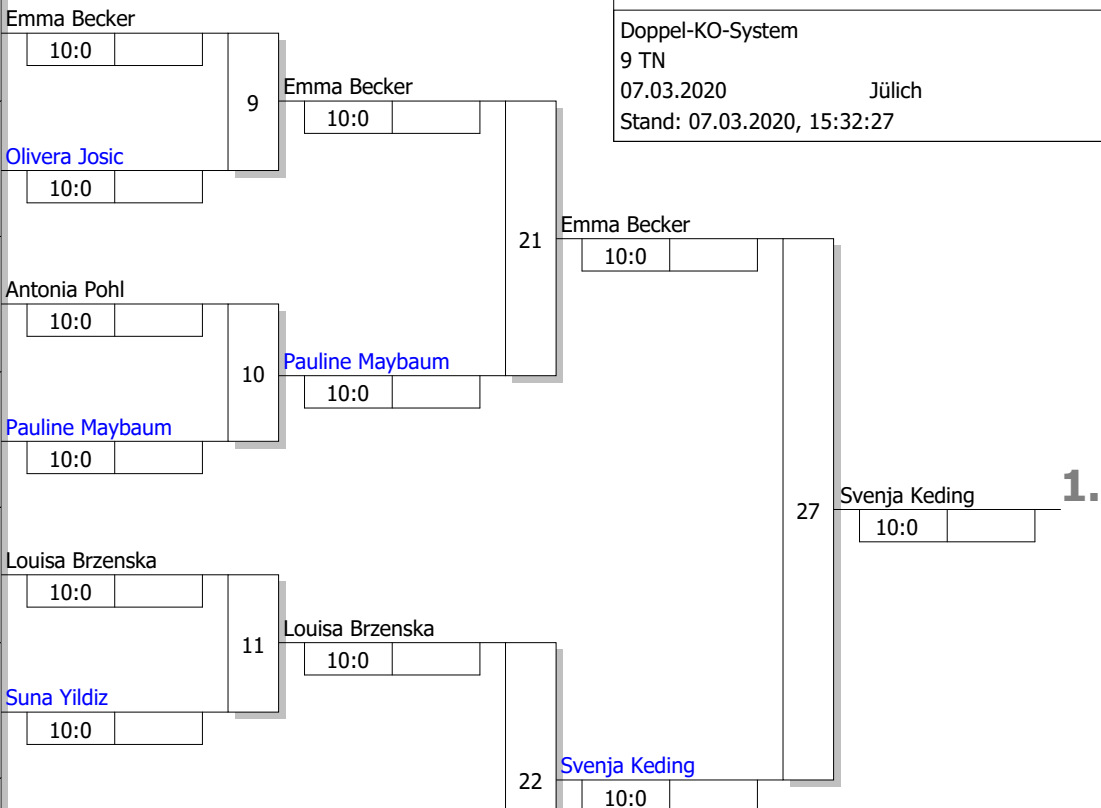 Doppel-KO-System
9 TN
07.03.2020 Jülich
Stand: 07.03.2020, 15:32:27
Emma Becker
10:0
9
Olivera Josic
10:0
Emma Becker
10:0
Antonia Pohl
10:0
10
Pauline Maybaum
10:0
Pauline Maybaum
10:0
21
Emma Becker
10:0
Louisa Brzenska
10:0
11
Suna Yildiz
10:0
Louisa Brzenska
10:0
22
Svenja Keding
10:0
27
Svenja Keding
10:0
1.